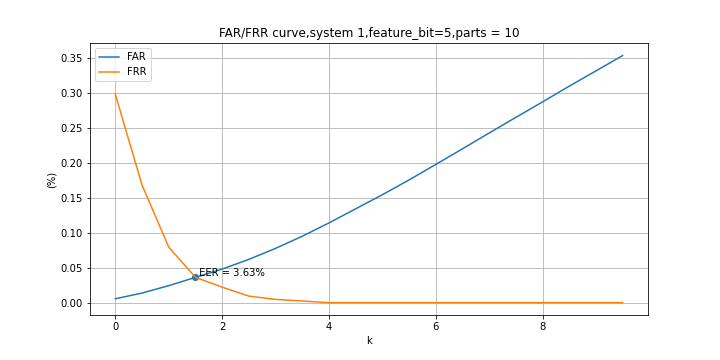 FAR/FRR curve,system 1,feature_bit=5,parts = 10
FAR
FRR
0.35
0.30
0.25
0.20
0.15
0.10
0.05
0.00
(%)
EER = 3.63%
0
2
4
6
8
k